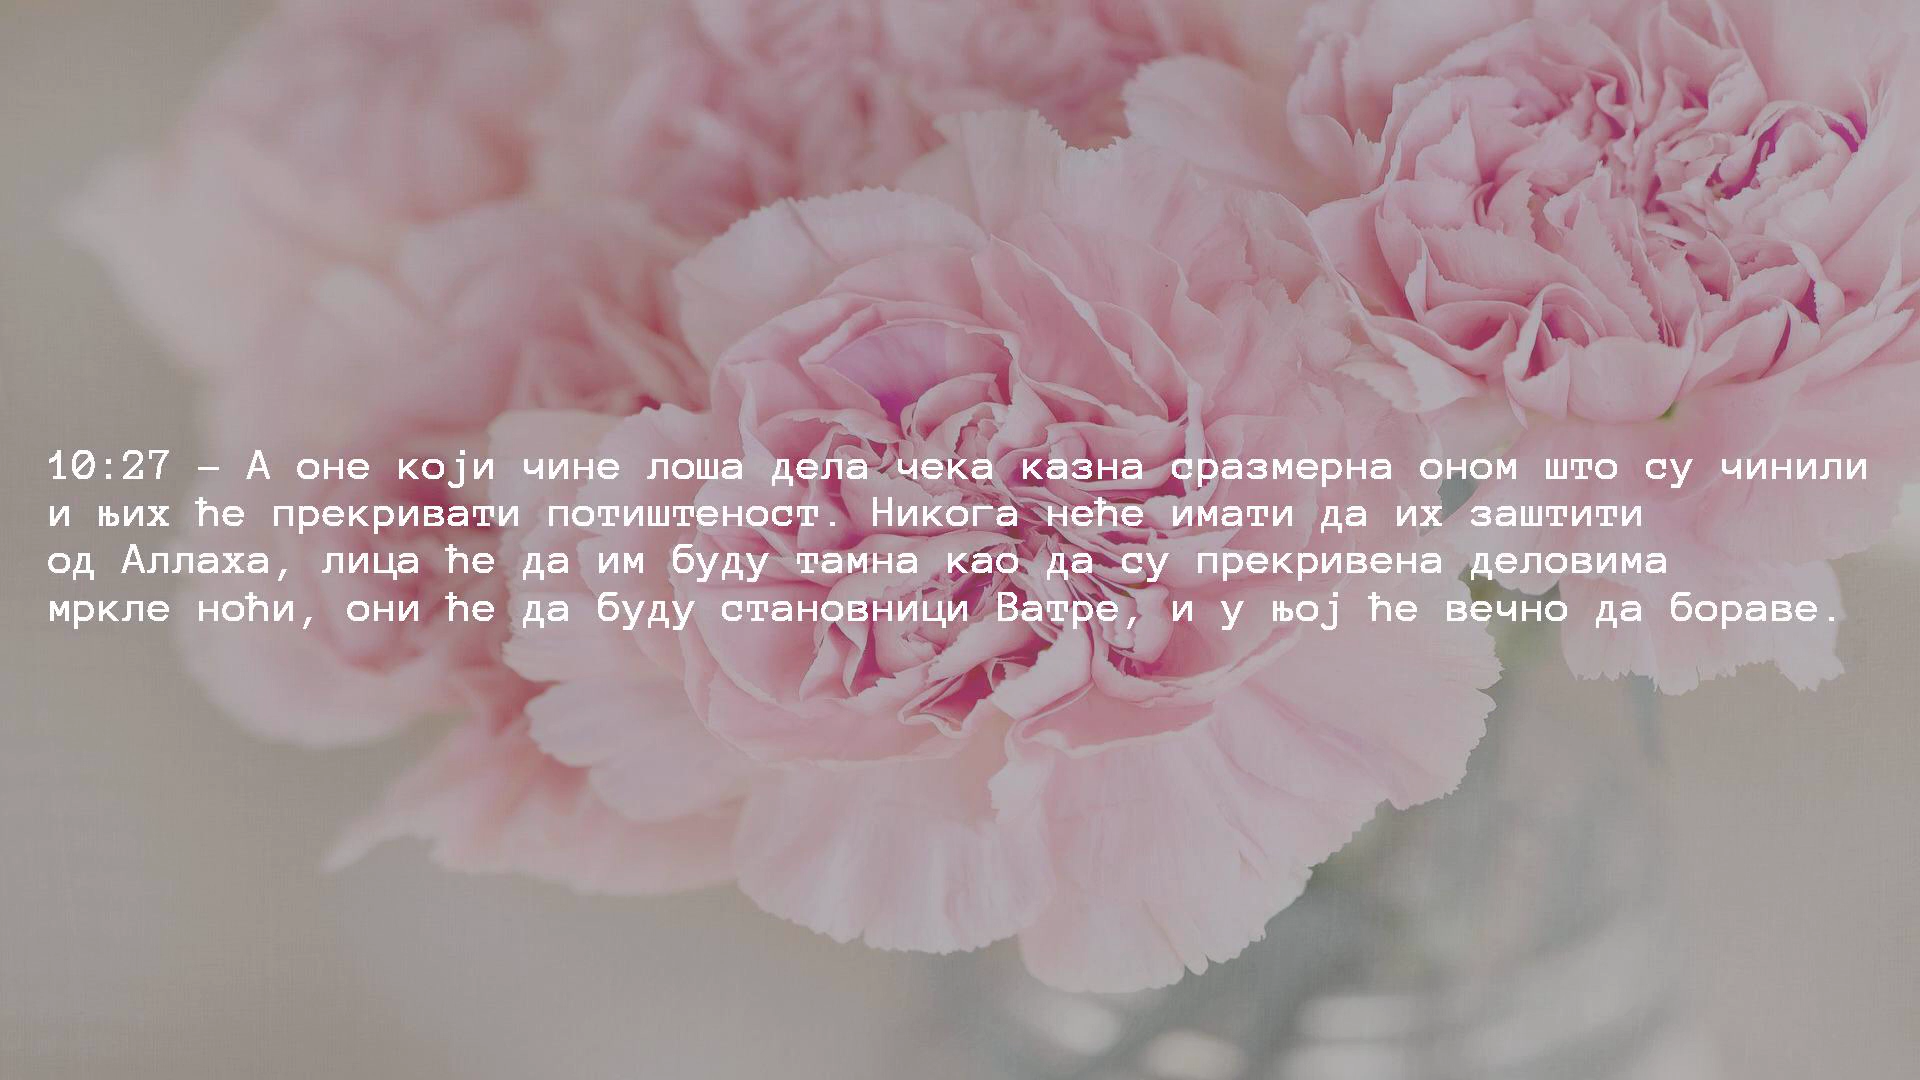 10:27 – А оне који чине лоша дела чека казна сразмерна оном што су чинили
и њих ће прекривати потиштеност. Никога неће имати да их заштити
од Аллаха, лица ће да им буду тамна као да су прекривена деловима
мркле ноћи, они ће да буду становници Ватре, и у њој ће вечно да бораве.